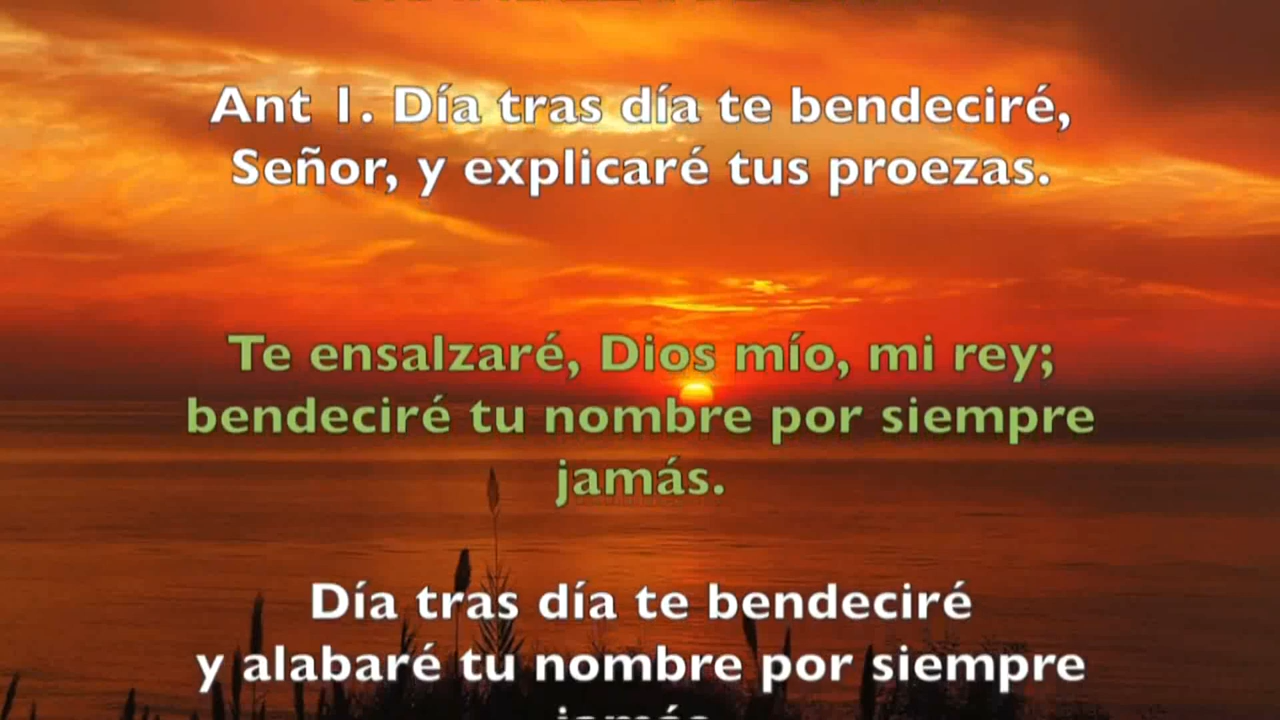 Ant 1. Día tras día te bendeciré,
Señor, y explicaré tus proezas.
Te ensalzaré, Dios mío, mi rey;
bendeciré tu nombre por siempre
jamás.
Día tras día te bendeciré
y alabaré tu nombre por siempre